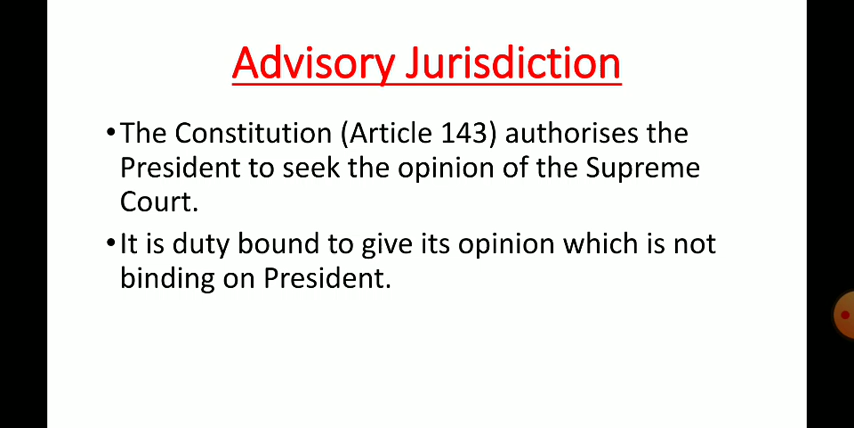 Advisory Jurisdiction
•The Constitution (Article 143) authorises the
President to seek the opinion of the Supreme
Court.
•It is duty bound to give its opinion which is not
binding on President.